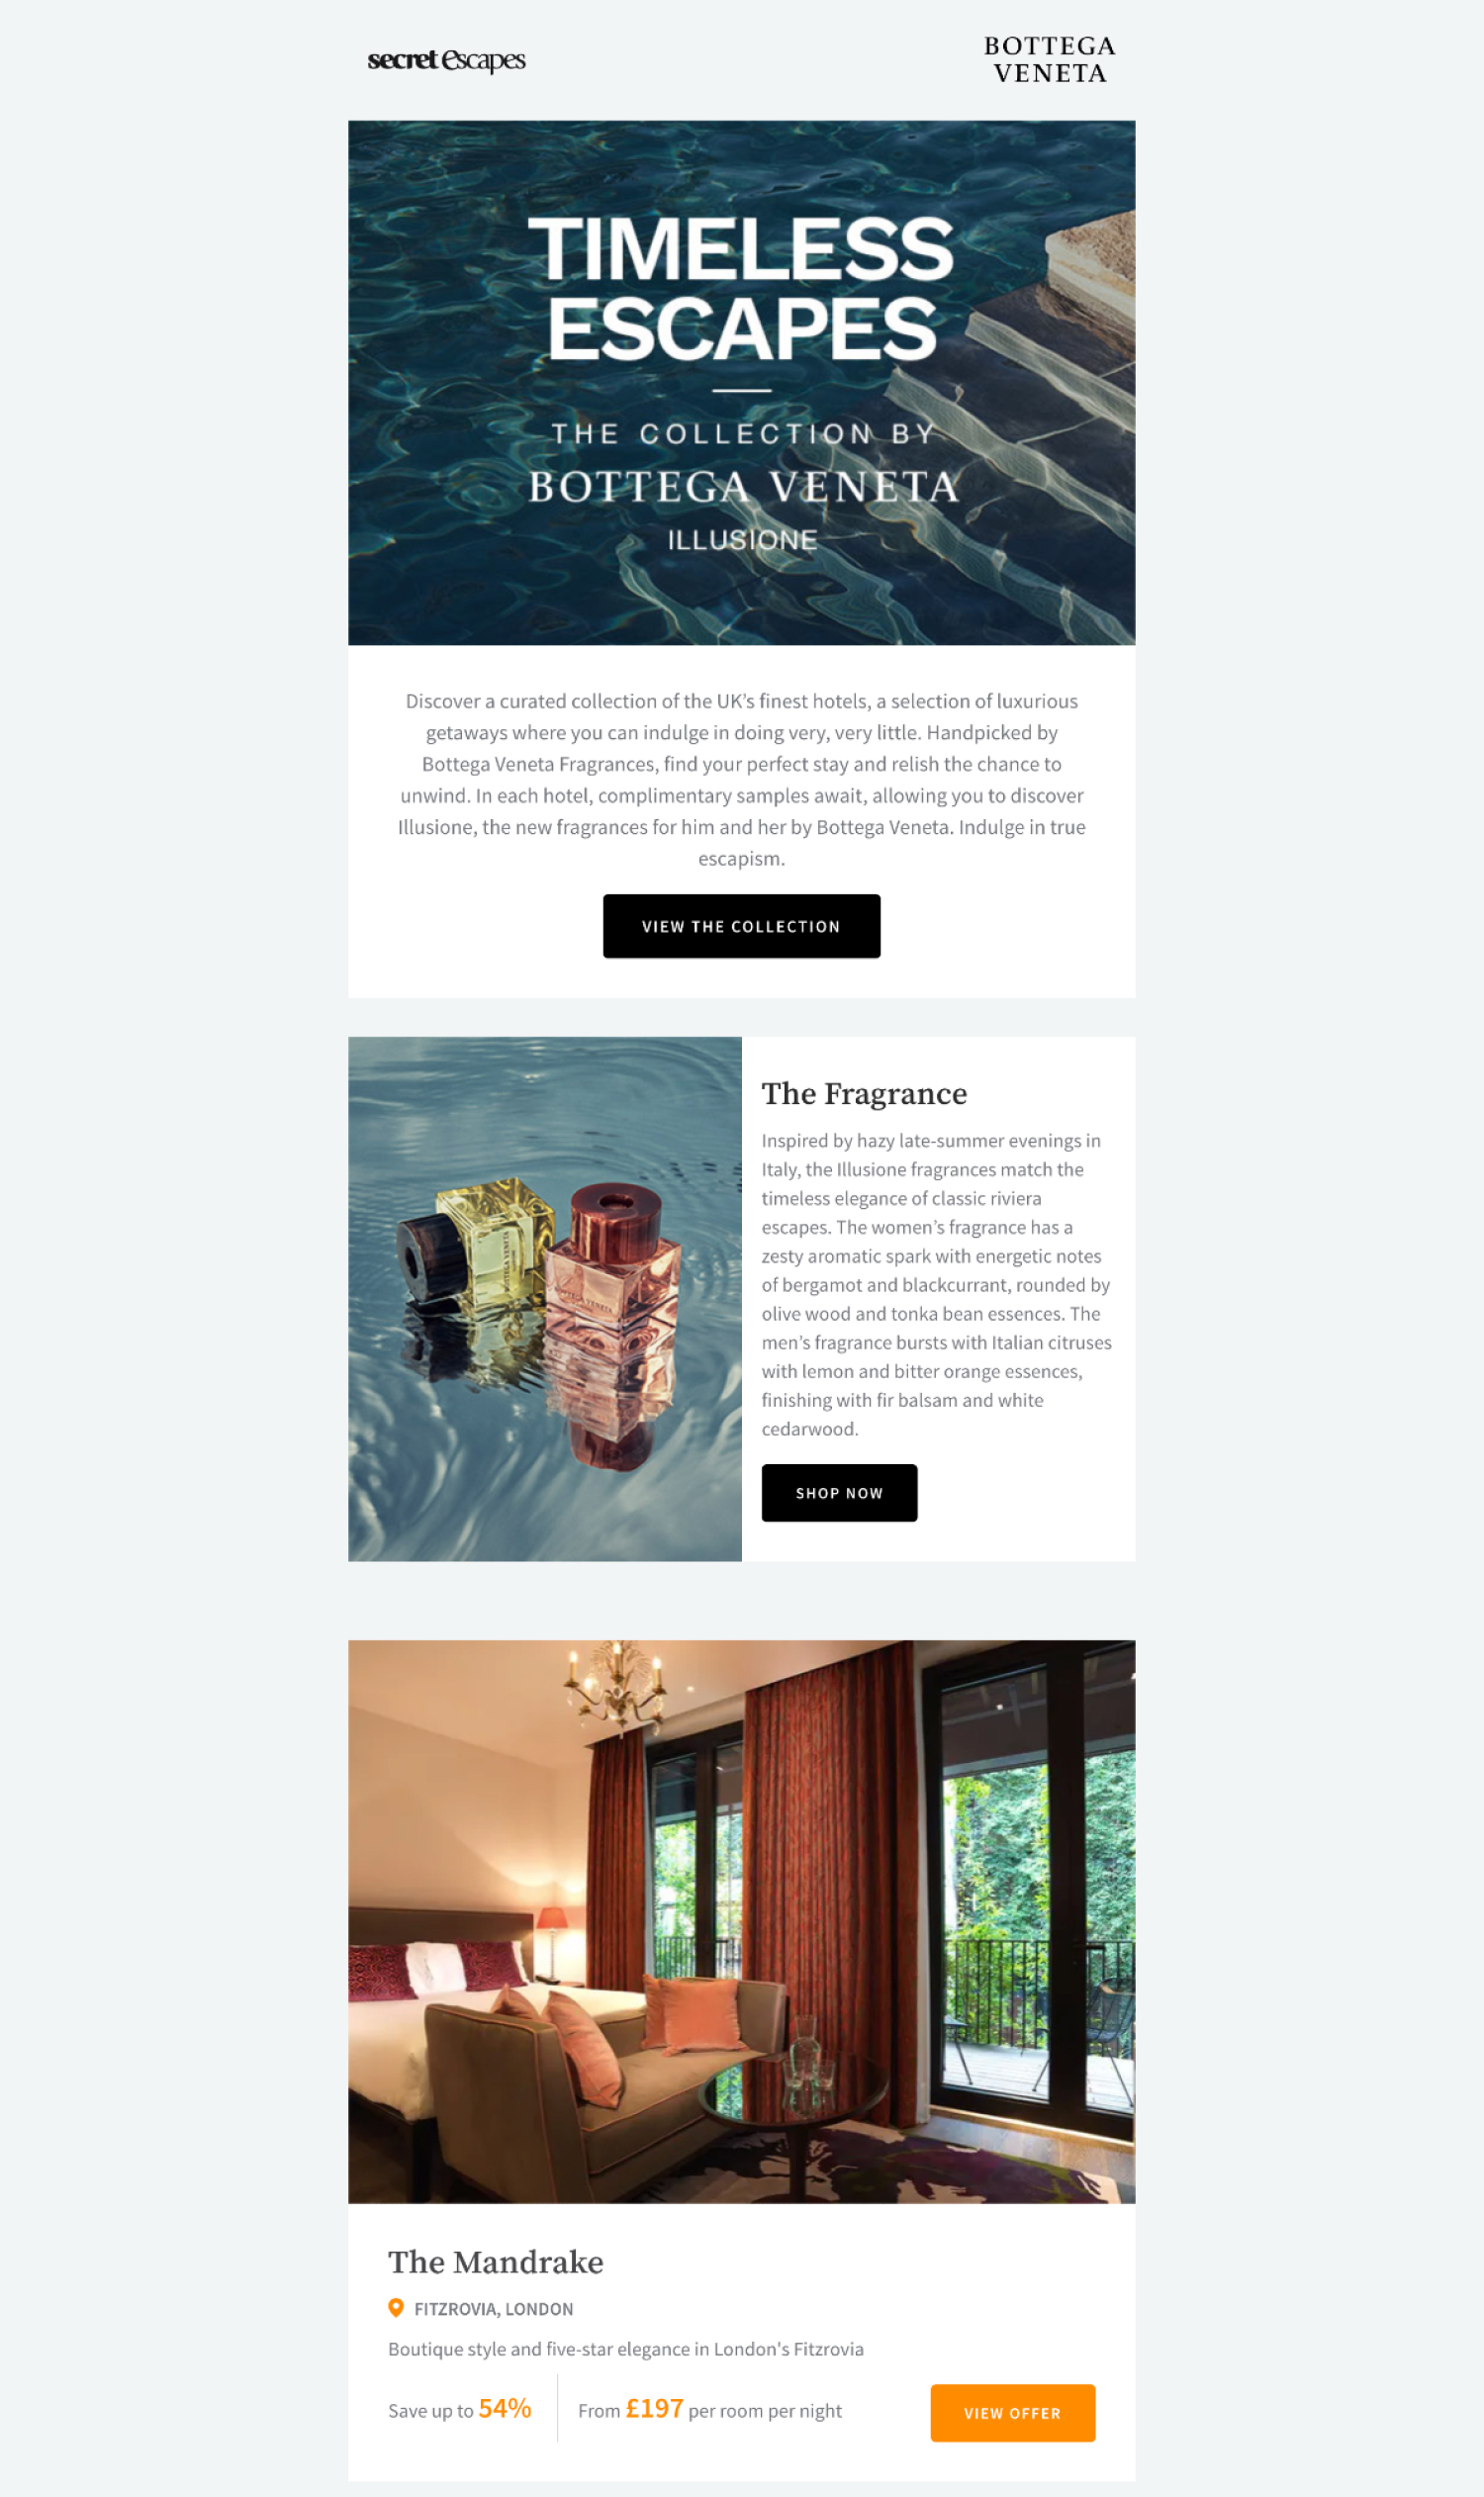 secret escapes
BOTTEGA
VENETA
TIMELESS
ESCAPES
THE COLLECTION BY
BOTTEGA VENETA
ILLUSIONE
Discover a curated collection of the UK’s finest hotels, a selection of luxurious
getaways where you can indulge in doing very, very little. Handpicked by
Bottega Veneta Fragrances, find your perfect stay and relish the chance to
unwind. In each hotel, complimentary samples await, allowing you to discover
Illusione, the new fragrances for him and her by Bottega Veneta. Indulge in true
escapism.
VIEW THE COLLECTION
BOTTEGA VENETA
BOTTEGA VENETA
The Fragrance
Inspired by hazy late-summer evenings in
Italy, the Illusione fragrances match the
timeless elegance of classic riviera
escapes. The women’s fragrance has a
zesty aromatic spark with energetic notes
of bergamot and blackcurrant, rounded by
olive wood and tonka bean essences. The
men’s fragrance bursts with Italian citruses
with lemon and bitter orange essences,
finishing with fir balsam and white
cedarwood.
SHOP NOW
The Mandrake
FITZROVIA, LONDON
Boutique style and five-star elegance in London's Fitzrovia
Save up to 54%
From £197 per room per night
VIEW OFFER